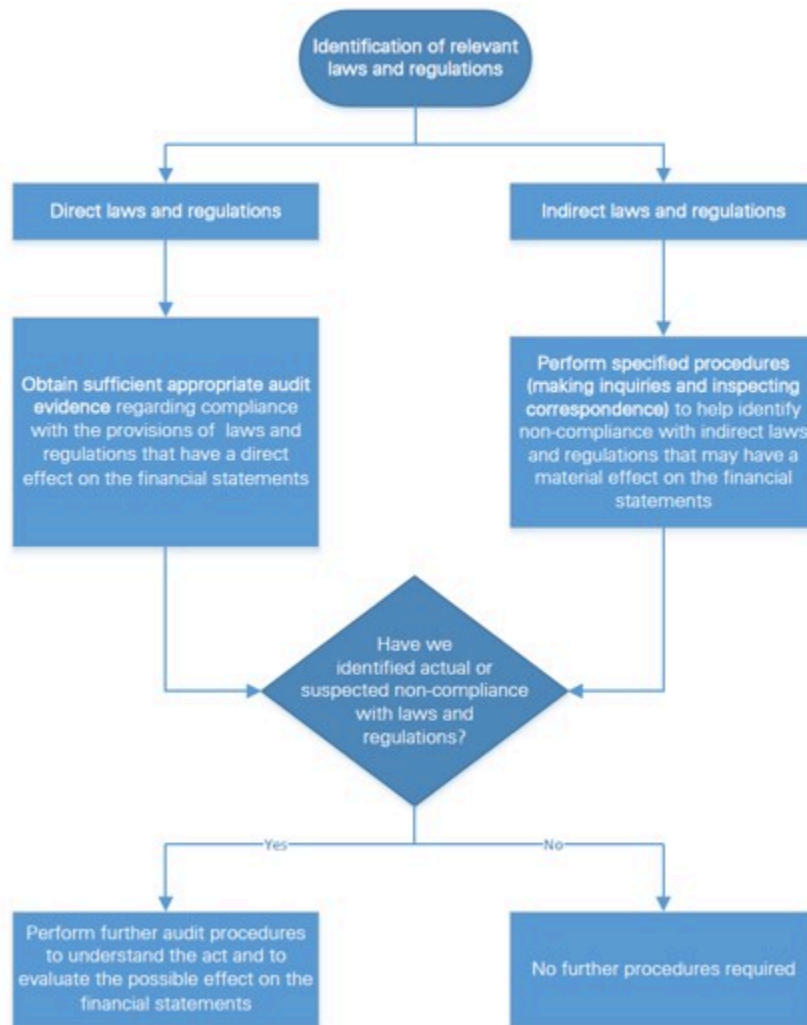 Identification of relevant
laws and regulations
Direct laws and regulations
Indirect laws and regulations
Obtain sufficient appropriate audit
evidence regarding compliance
with the provisions of laws and
regulations that have a direct
effect on the financial statements
Perform specified procedures
(making inquiries and inspecting
correspondence) to help identify
non-compliance with indirect laws
and regulations that may have a
material effect on the financial
statements
Have we
identified actual or
suspected non-compliance
with laws and
regulations?
Yes
No
Perform further audit procedures
to understand the act and to
evaluate the possible effect on the
financial statements
No further procedures required